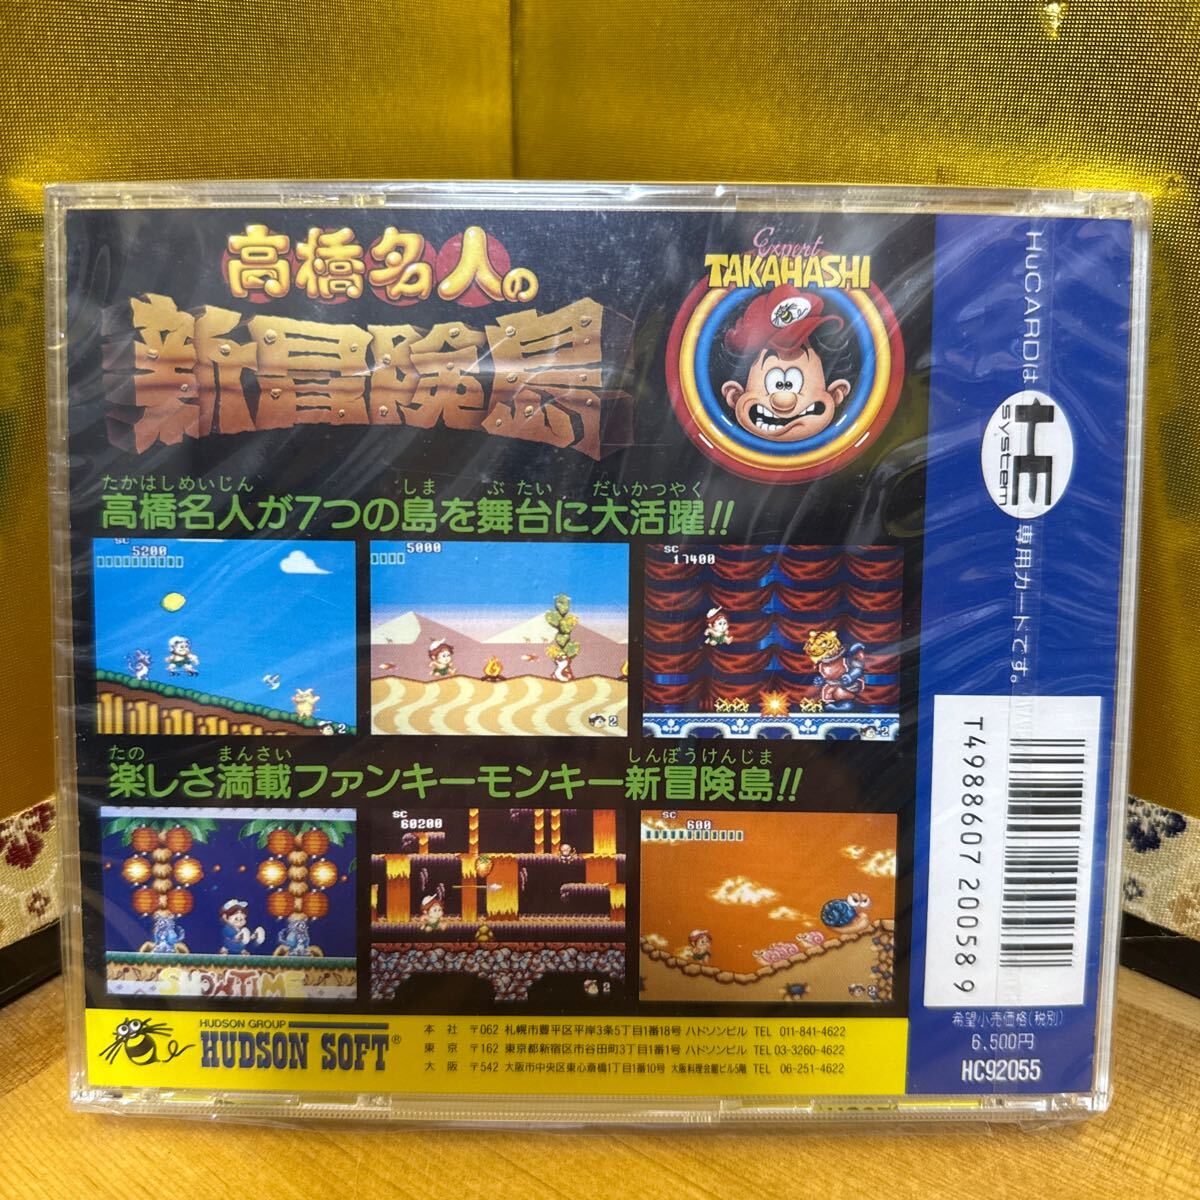 高橋名人の
新冒険島
Expert
TAKAHASHI
たかはしめいじん しま ぶたい だいかつやく
高橋名人が7つの島を舞台に大活躍!!
SC
5200
5000
SC
17400
2
2
2
たの まんさい しんぼうけんじま
楽しさ満載ファンキーモンキー新冒険島!!
SHOWTIME
SC
60200
2
SC
600
2
HUDSON GROUP
HUDSON SOFT®
本 社 〒062 札幌市豊平区平岸3条5丁目1番18号 ハドソンビル TEL 011-841-4622
東 京 〒162 東京都新宿区市谷田町3丁目1番1号 ハドソンビル TEL 03-3260-4622
大 阪 〒542 大阪市中央区東心斎橋1丁目1番10号 大阪料理会館ビル5階 TEL 06-251-4622
HuCARDは HE system 専用カードです。
T4988607 20058 9
希望小売価格(税別)
6,500円
HC92055